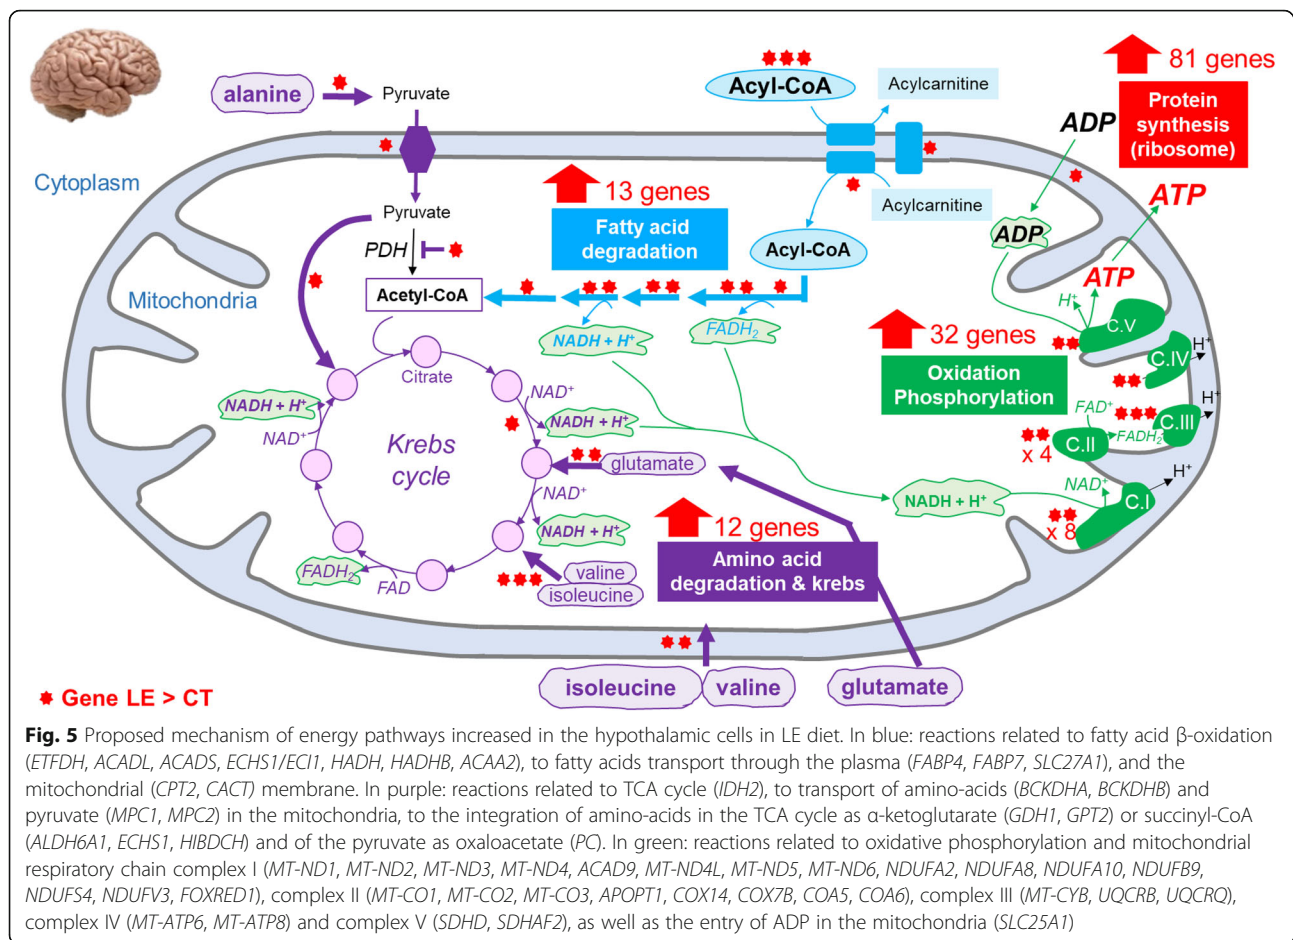 81 genes
Protein
synthesis
(ribosome)
alanine
Pyruvate
Acyl-CoA
Acylcarnitine
ADP
Cytoplasm
13 genes
Fatty acid
degradation
Acylcarnitine
ATP
Pyruvate
PDH
Acyl-CoA
ADP
Mitochondria
Acetyl-CoA
ATP
H+
C.V
NADH + H+
FADH2
32 genes
Oxidation
Phosphorylation
C.IV
H+
Citrate
NAD+
NADH + H+
NADH + H+
NAD+
Krebs
cycle
glutamate
FAD+
FADH2
C.III
H+
C.II
x 4
NAD+
NADH + H+
NADH + H+
NAD+
C.I
H+
x 8
12 genes
Amino acid
degradation & krebs
FADH2
FAD
valine
isoleucine
isoleucine
valine
glutamate
Gene LE > CT
Fig. 5 Proposed mechanism of energy pathways increased in the hypothalamic cells in LE diet. In blue: reactions related to fatty acid β-oxidation
(ETFDH, ACADL, ACADS, ECHS1/ECI1, HADH, HADHB, ACAA2), to fatty acids transport through the plasma (FABP4, FABP7, SLC27A1), and the
mitochondrial (CPT2, CACT) membrane. In purple: reactions related to TCA cycle (IDH2), to transport of amino-acids (BCKDHA, BCKDHB) and
pyruvate (MPC1, MPC2) in the mitochondria, to the integration of amino-acids in the TCA cycle as α-ketoglutarate (GDH1, GPT2) or succinyl-CoA
(ALDH6A1, ECHS1, HIBDCH) and of the pyruvate as oxaloacetate (PC). In green: reactions related to oxidative phosphorylation and mitochondrial
respiratory chain complex I (MT-ND1, MT-ND2, MT-ND3, MT-ND4, ACAD9, MT-ND4L, MT-ND5, MT-ND6, NDUFA2, NDUFA8, NDUFA10, NDUFB9,
NDUFS4, NDUFV3, FOXRED1), complex II (MT-CO1, MT-CO2, MT-CO3, APOPT1, COX14, COX7B, COA5, COA6), complex III (MT-CYB, UQCRB, UQCRQ),
complex IV (MT-ATP6, MT-ATP8) and complex V (SDHD, SDHAF2), as well as the entry of ADP in the mitochondria (SLC25A1)